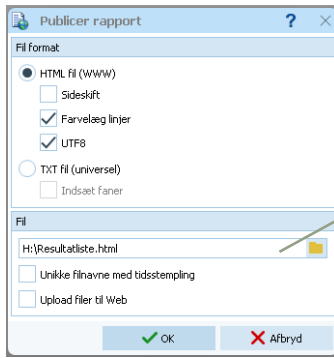 Publicer rapport ? ×
Fil format
HTML fil (WWW)
Sideskift
Farvelæg linjer
UTF8
TXT fil (universel)
Indsæt faner
Fil
H:\Resultatliste.html
Unikke filnavne med tidsstempling
Upload filer til Web
OK Afbryd